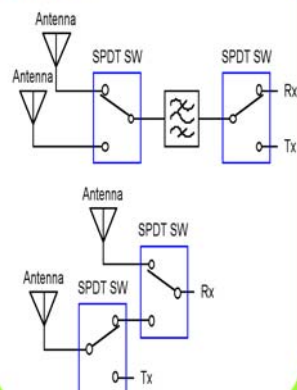 Antenna
SPDT SW
SPDT SW
Antenna
Rx
Tx
Antenna
SPDT SW
Antenna
SPDT SW
Rx
Tx